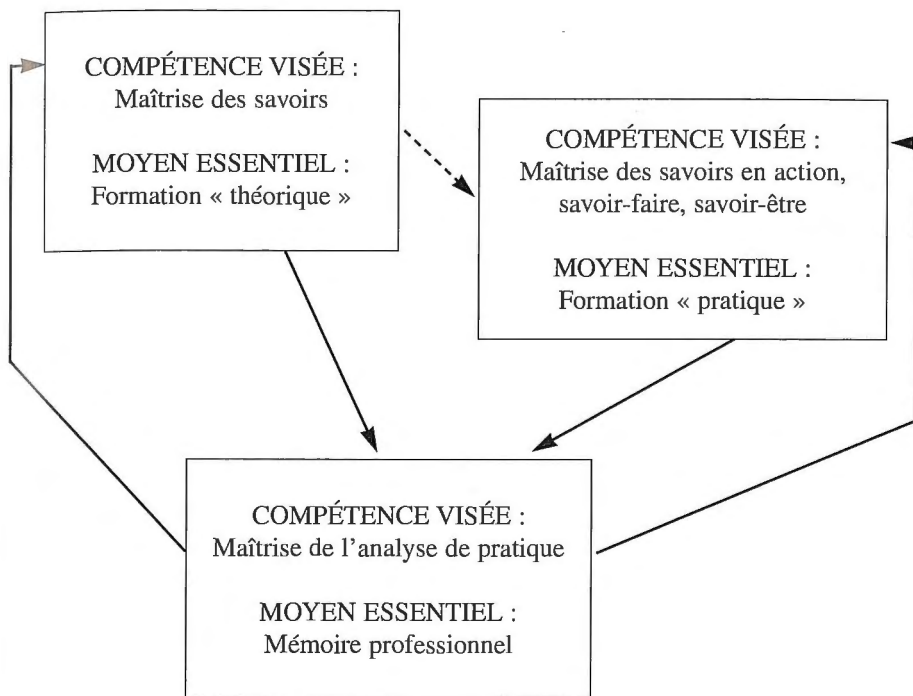 COMPÉTENCE VISÉE :
Maîtrise des savoirs
MOYEN ESSENTIEL :
Formation « théorique »
COMPÉTENCE VISÉE :
Maîtrise des savoirs en action,
savoir-faire, savoir-être
MOYEN ESSENTIEL :
Formation « pratique »
COMPÉTENCE VISÉE :
Maîtrise de l’analyse de pratique
MOYEN ESSENTIEL :
Mémoire professionnel